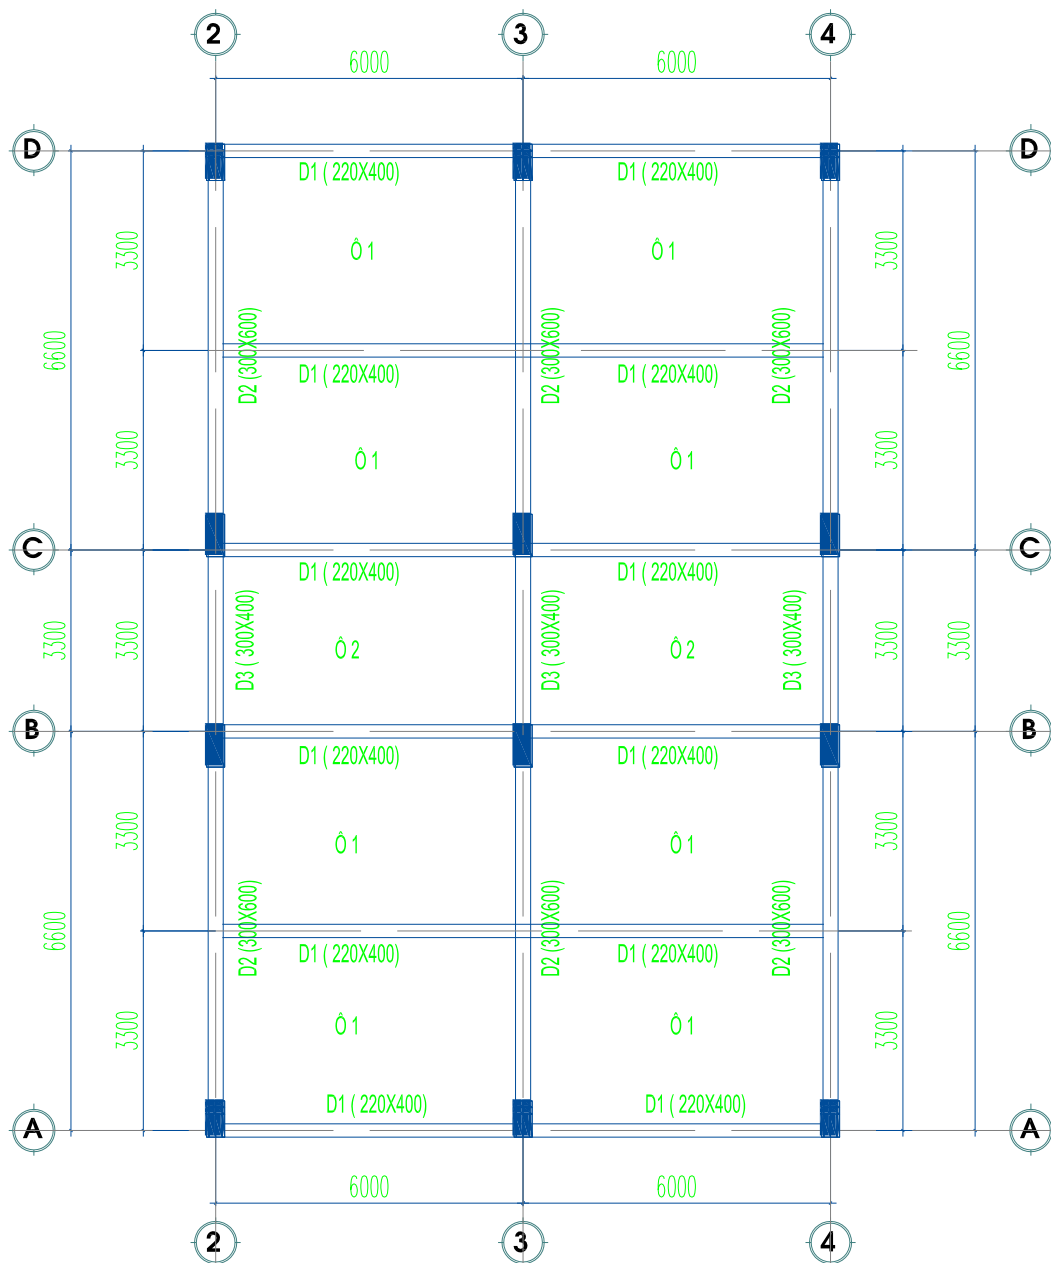 2 3 4
6000 6000
D D
D1 ( 220X400) D1 ( 220X400)
3300 Ô 1 Ô 1 3300
6600 D2 (300X600) D2 (300X600) D2 (300X600) 6600
D1 ( 220X400) D1 ( 220X400)
3300 Ô 1 Ô 1 3300
C C
D1 ( 220X400) D1 ( 220X400)
3300 3300 D3 ( 300X400) Ô 2 D3 ( 300X400) Ô 2 D3 ( 300X400) 3300 3300
B B
D1 ( 220X400) D1 ( 220X400)
3300 Ô 1 Ô 1 3300
6600 D2 (300X600) D2 (300X600) D2 (300X600) 6600
D1 ( 220X400) D1 ( 220X400)
3300 Ô 1 Ô 1 3300
D1 ( 220X400) D1 ( 220X400)
A A
6000 6000
2 3 4